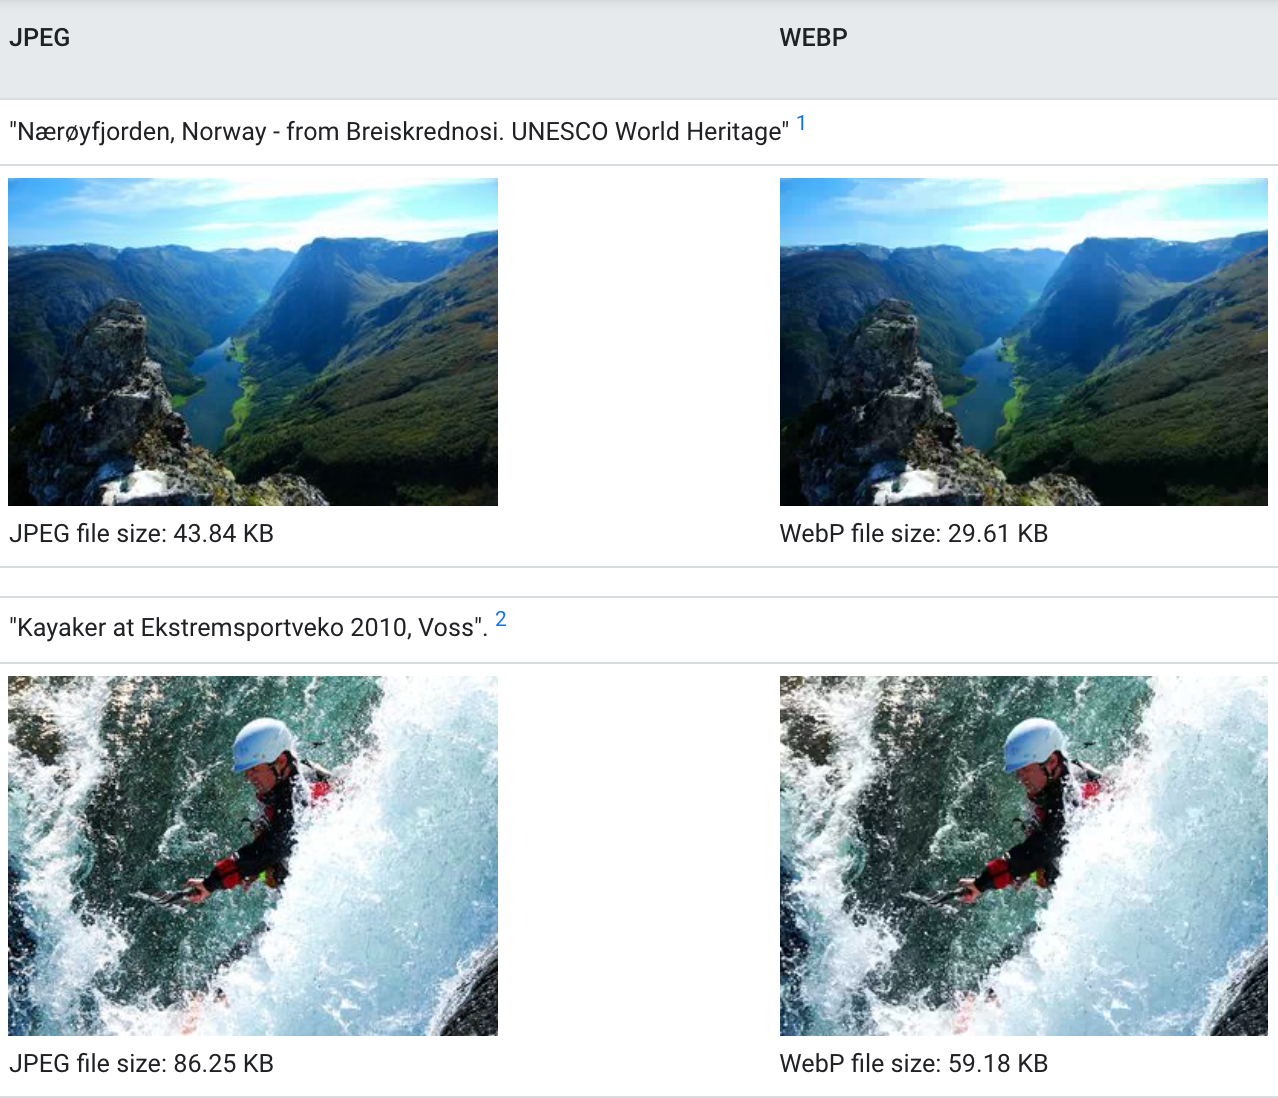 JPEG WEBP
"Nærøyfjorden, Norway - from Breiskrednosi. UNESCO World Heritage" 1
JPEG file size: 43.84 KB WebP file size: 29.61 KB
"Kayaker at Ekstremsportveko 2010, Voss". 2
JPEG file size: 86.25 KB WebP file size: 59.18 KB